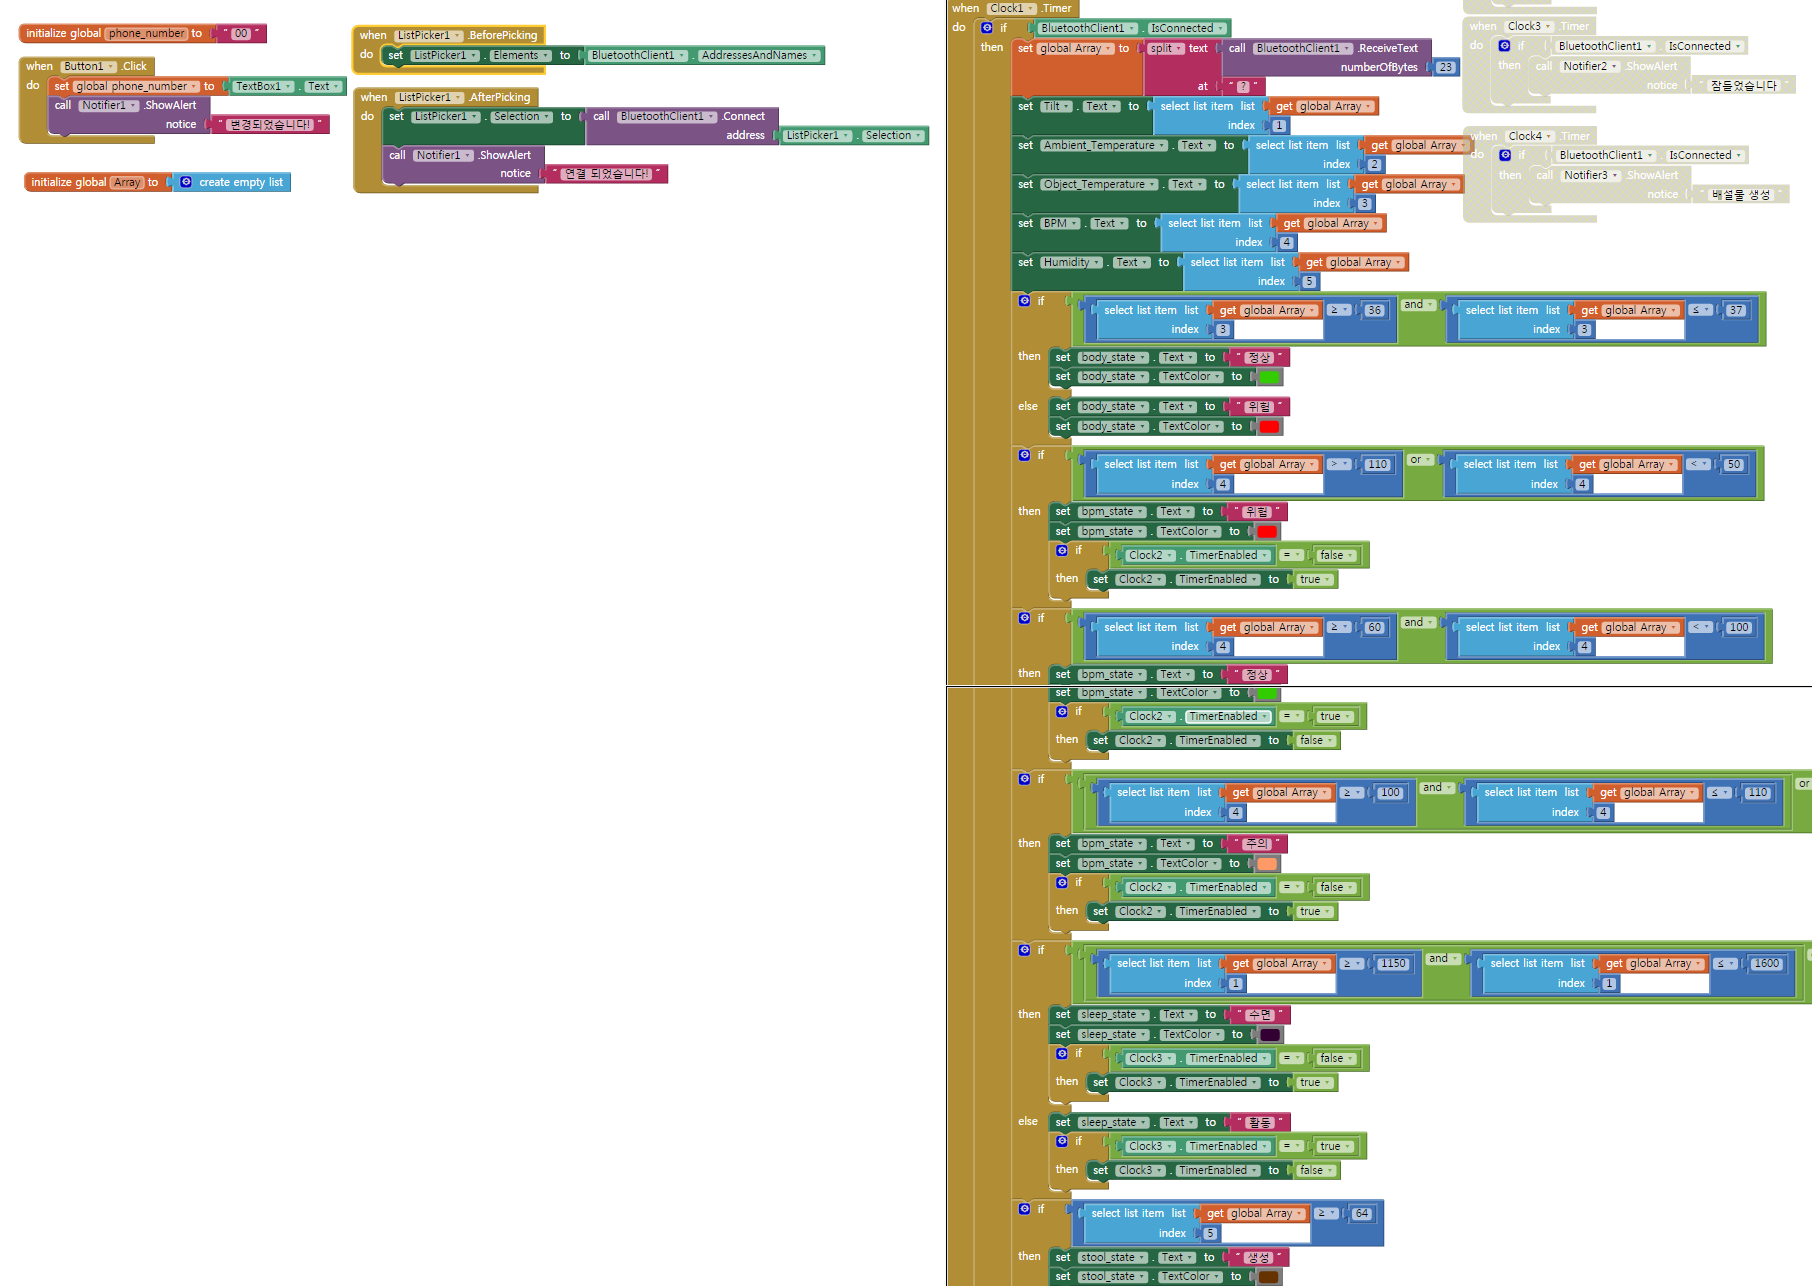 initialize global phone_number to " 00 "
when Button1 .Click
do set global phone_number to TextBox1 . Text
call Notifier1 .ShowAlert
notice " 변경되었습니다! "
initialize global Array to create empty list
when ListPicker1 .BeforePicking
do set ListPicker1 . Elements to BluetoothClient1 . AddressesAndNames
when ListPicker1 .AfterPicking
do set ListPicker1 . Selection to call BluetoothClient1 .Connect
address ListPicker1 . Selection
call Notifier1 .ShowAlert
notice " 연결 되었습니다! "
when Clock1 .Timer
do if BluetoothClient1 . IsConnected
then set global Array to split text call BluetoothClient1 .ReceiveText
numberOfBytes 23
at " ? "
set Tilt . Text to select list item list get global Array
index 1
set Ambient_Temperature . Text to select list item list get global Array
index 2
set Object_Temperature . Text to select list item list get global Array
index 3
set BPM . Text to select list item list get global Array
index 4
set Humidity . Text to select list item list get global Array
index 5
if select list item list get global Array ≥ 36 and select list item list get global Array ≤ 37
index 3 index 3
then set body_state . Text to " 정상 "
set body_state . TextColor to
else set body_state . Text to " 위험 "
set body_state . TextColor to
if select list item list get global Array > 110 or select list item list get global Array < 50
index 4 index 4
then set bpm_state . Text to " 위험 "
set bpm_state . TextColor to
if Clock2 . TimerEnabled = false
then set Clock2 . TimerEnabled to true
if select list item list get global Array ≥ 60 and select list item list get global Array < 100
index 4 index 4
then set bpm_state . Text to " 정상 "
set bpm_state . TextColor to
if Clock2 . TimerEnabled = true
then set Clock2 . TimerEnabled to false
if select list item list get global Array ≥ 100 and select list item list get global Array ≤ 110 or
index 4 index 4
then set bpm_state . Text to " 주의 "
set bpm_state . TextColor to
if Clock2 . TimerEnabled = false
then set Clock2 . TimerEnabled to true
if select list item list get global Array ≥ 1150 and select list item list get global Array ≤ 1600
index 1 index 1
then set sleep_state . Text to " 수면 "
set sleep_state . TextColor to
if Clock3 . TimerEnabled = false
then set Clock3 . TimerEnabled to true
else set sleep_state . Text to " 활동 "
if Clock3 . TimerEnabled = true
then set Clock3 . TimerEnabled to false
if select list item list get global Array ≥ 64
index 5
then set stool_state . Text to " 생성 "
set stool_state . TextColor to
when Clock3 .Timer
do if BluetoothClient1 . IsConnected
then call Notifier2 .ShowAlert
notice " 잠들었습니다 "
when Clock4 .Timer
do if BluetoothClient1 . IsConnected
then call Notifier3 .ShowAlert
notice " 배설물 생성 "